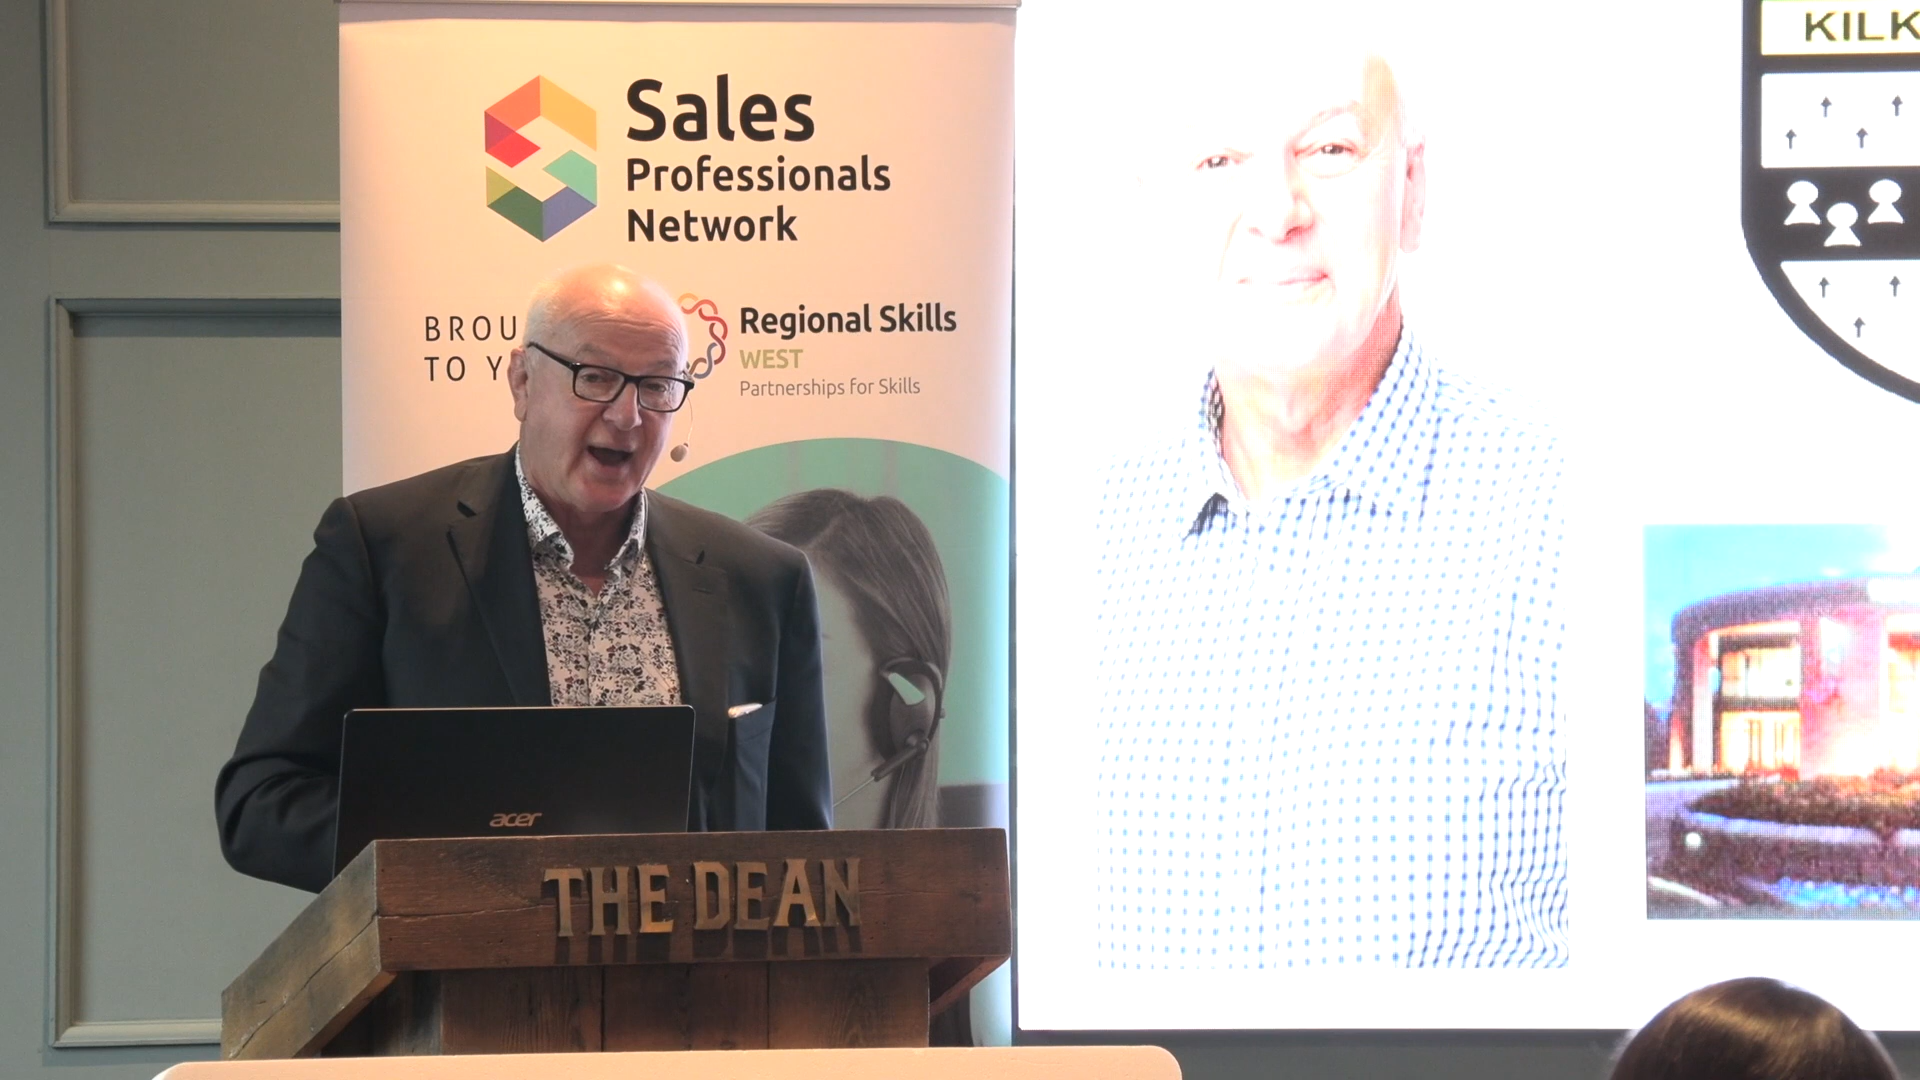 Sales
Professionals
Network
BROU
TO Y
Regional Skills
WEST
Partnerships for Skills
KILK
acer
THE DEAN